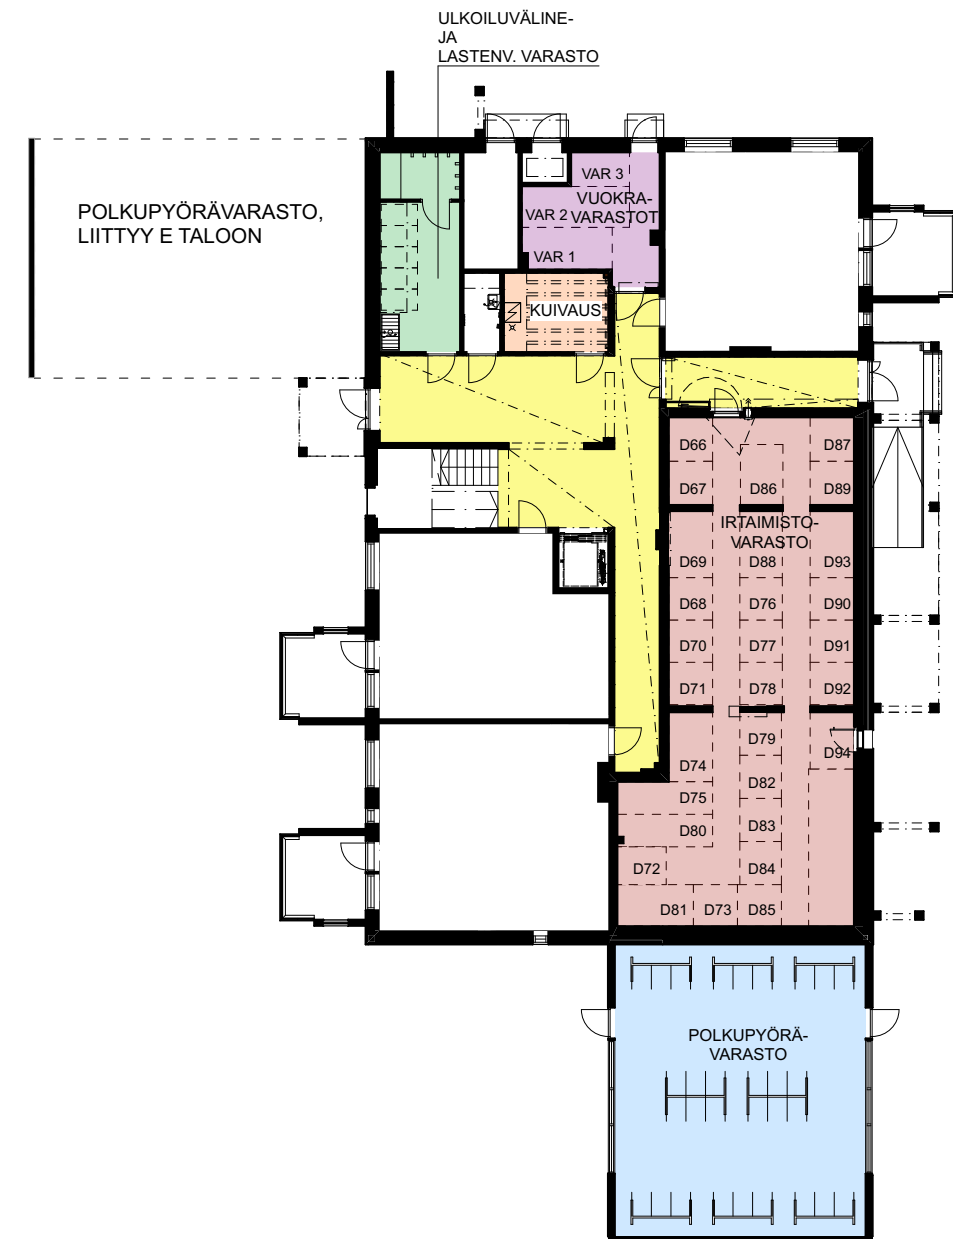 ULKOILUVÄLINE-
JA
LASTENV. VARASTO
POLKUPYÖRÄVARASTO,
LIITTYY E TALOON
VAR 3
VUOKRA-
VARASTOT
VAR 2
VAR 1
KUIVAUS
D66
D87
D67
D86
D89
IRTAIMISTO-
VARASTO
D69
D88
D93
D68
D76
D90
D70
D77
D91
D71
D78
D92
D79
D94
D74
D82
D75
D80
D83
D72
D84
D81
D73
D85
POLKUPYÖRÄ-
VARASTO